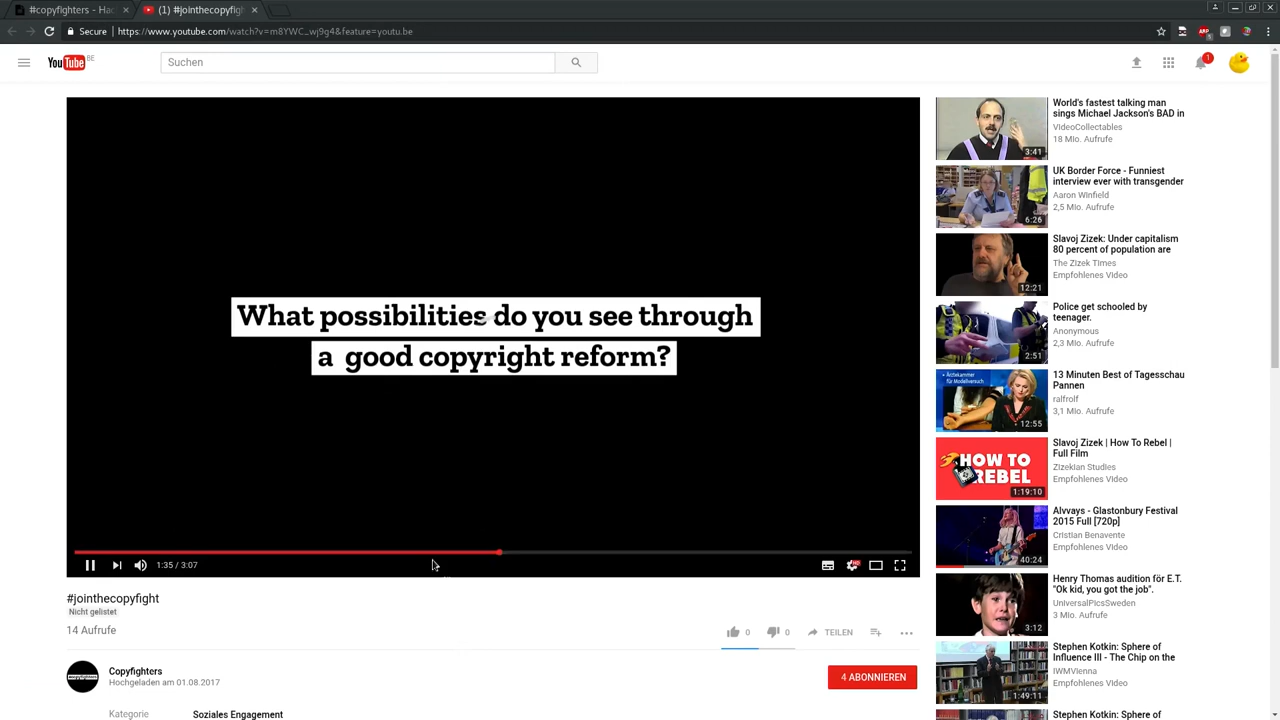 #copyfighters - Hac
(1) #jointhecopyfigh
Secure
https://www.youtube.com/watch?v=m8YWC_wj9g4&feature=youtu.be
YouTube BE
Suchen
1
What possibilities do you see through
a good copyright reform?
1:35 / 3:07
#jointhecopyfight
Nicht gelistet
14 Aufrufe
0
0
TEILEN
Copyfighters
Hochgeladen am 01.08.2017
4 ABONNIEREN
Kategorie
Soziales Engagement
3:41
World's fastest talking man
sings Michael Jackson's BAD in
VideoCollectables
18 Mio. Aufrufe
6:26
UK Border Force - Funniest
interview ever with transgender
Aaron Winfield
2,5 Mio. Aufrufe
12:21
Slavoj Zizek: Under capitalism
80 percent of population are
The Zizek Times
Empfohlenes Video
2:51
Police get schooled by
teenager.
Anonymous
2,3 Mio. Aufrufe
Ärztekammer
für Modellversuch
12:55
13 Minuten Best of Tagesschau
Pannen
ralfrolf
3,1 Mio. Aufrufe
HOW TO
REBEL
1:19:10
Slavoj Zizek | How To Rebel |
Full Film
Zizekian Studies
Empfohlenes Video
40:24
Alvvays - Glastonbury Festival
2015 Full [720p]
Cristian Benavente
Empfohlenes Video
3:12
Henry Thomas audition för E.T.
"Ok kid, you got the job".
UniversalPicsSweden
3 Mio. Aufrufe
1:49:11
Stephen Kotkin: Sphere of
Influence III - The Chip on the
IWMVienna
Empfohlenes Video
Stephen Kotkin: Sphere of